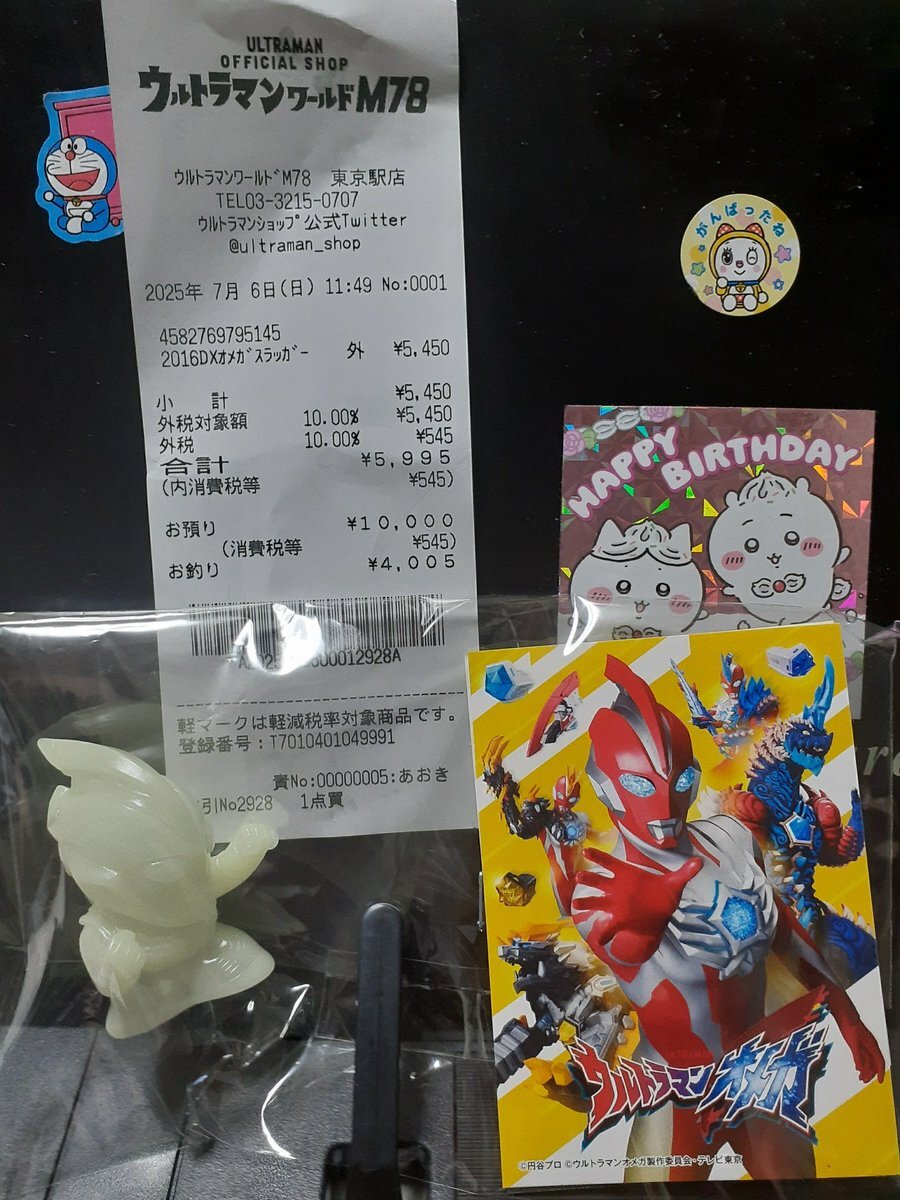 ULTRAMAN
OFFICIAL SHOP
ウルトラマンワールドM78
ウルトラマンワールドM78 東京駅店
TEL03-3215-0707
ウルトラマンショップ公式Twitter
@ultraman_shop
2025年 7月 6日(日) 11:49 No:0001
4582769795145
2016DXオメガスラッガー 外 ¥5,450
小 計 ¥5,450
外税対象額 10.00% ¥5,450
外税 10.00% ¥545
合計 ¥5,995
(内消費税等 ¥545)
お預り ¥10,000
(消費税等 ¥545)
お釣り ¥4,005
軽マークは軽減税率対象商品です。
登録番号:T7010401049991
責No:00000005:あおき
引No2928 1点買
がんばったね
HAPPY
BIRTHDAY
ウルトラマンオメガ
©円谷プロ ©ウルトラマンオメガ製作委員会・テレビ東京